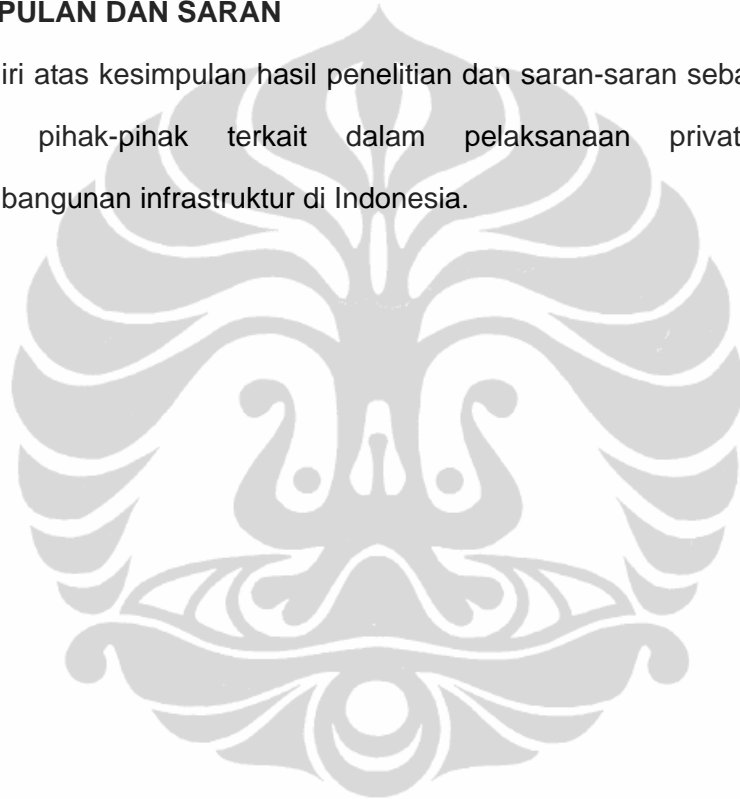 PULAN DAN SARAN
iri atas kesimpulan hasil penelitian dan saran-saran seba
pihak-pihak terkait dalam pelaksanaan privat
bangunan infrastruktur di Indonesia.